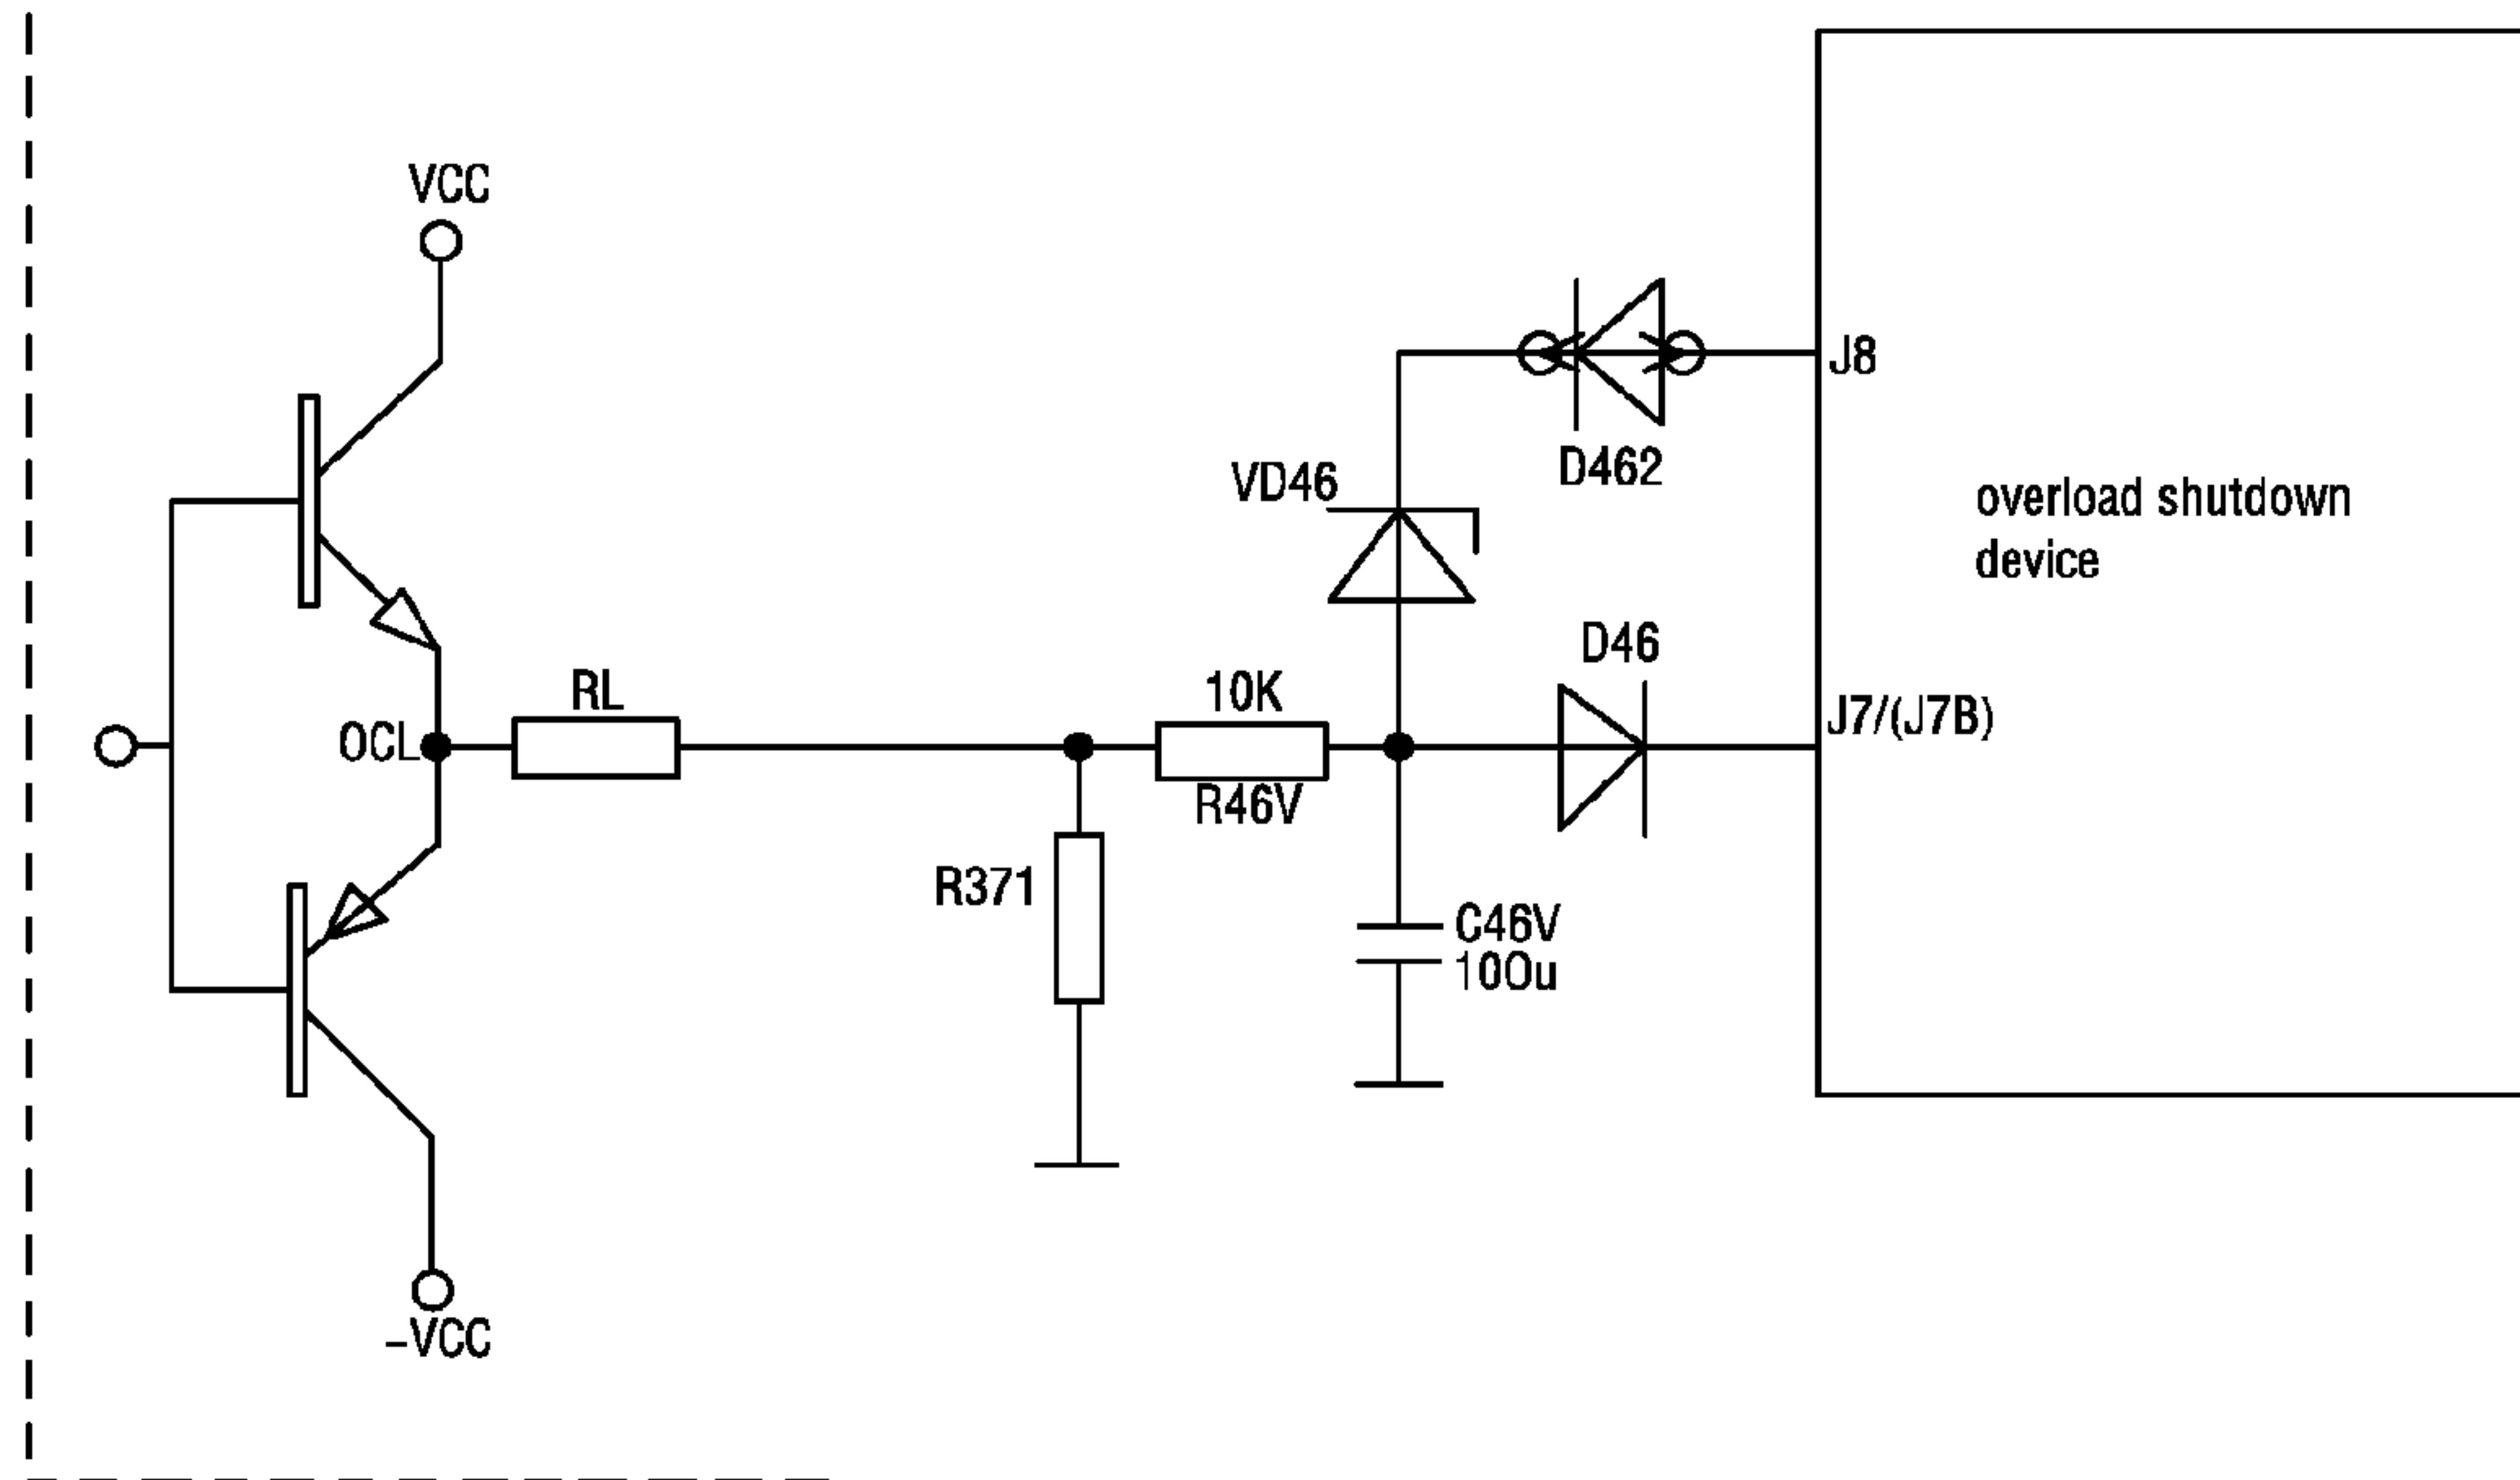 VCC
J8
D462
VD46
overload shutdown
device
D46
RL
10K
J7/(J7B)
OCL
R46V
R371
C46V
100u
-VCC